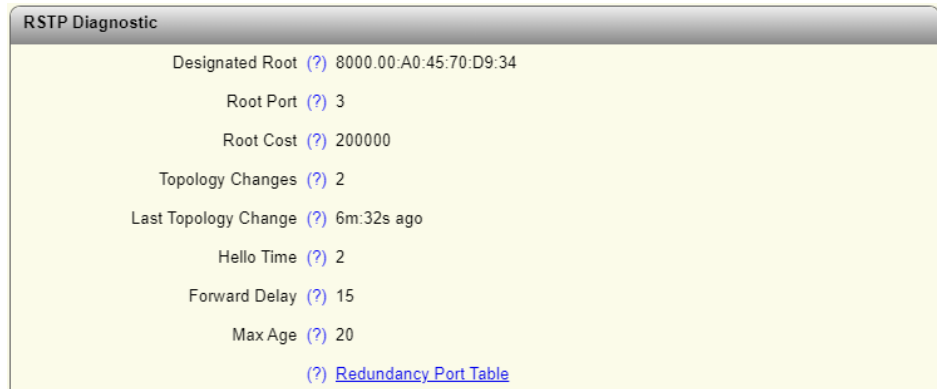 RSTP Diagnostic
Designated Root (?) 8000.00:A0:45:70:D9:34
Root Port (?) 3
Root Cost (?) 200000
Topology Changes (?) 2
Last Topology Change (?) 6m:32s ago
Hello Time (?) 2
Forward Delay (?) 15
Max Age (?) 20
(?) Redundancy Port Table